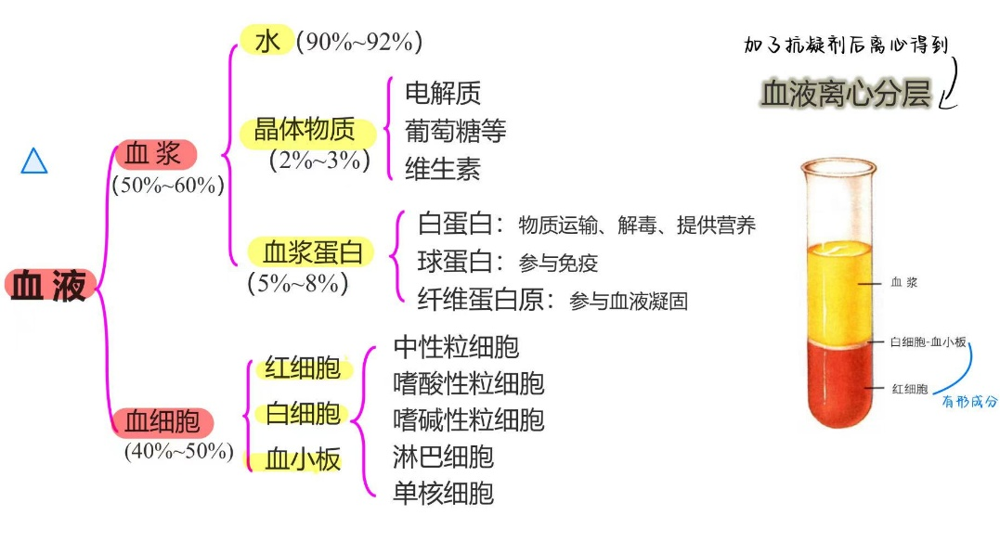 血液
血浆
(50%~60%)
水 (90%~92%)
晶体物质
(2%~3%)
电解质
葡萄糖等
维生素
血浆蛋白
(5%~8%)
白蛋白：物质运输、解毒、提供营养
球蛋白：参与免疫
纤维蛋白原：参与血液凝固
血细胞
(40%~50%)
红细胞
白细胞
血小板
中性粒细胞
嗜酸性粒细胞
嗜碱性粒细胞
淋巴细胞
单核细胞
加了抗凝剂后离心得到
血液离心分层
血浆
白细胞-血小板
红细胞
有形成分